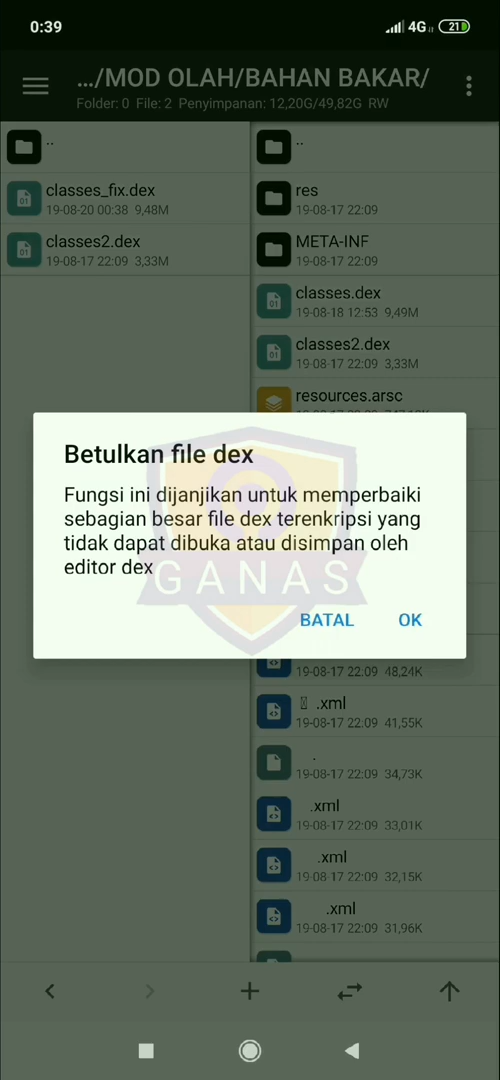 0:39
4G
21
.../MOD OLAH/BAHAN BAKAR/
Folder: 0 File: 2 Penyimpanan: 12,20G/49,82G RW
..
classes_fix.dex
19-08-20 00:38 9,48M
classes2.dex
19-08-17 22:09 3,33M
..
res
19-08-17 22:09
META-INF
19-08-17 22:09
classes.dex
19-08-18 12:53 9,49M
classes2.dex
19-08-17 22:09 3,33M
resources.arsc
Betulkan file dex
Fungsi ini dijanjikan untuk memperbaiki
sebagian besar file dex terenkripsi yang
tidak dapat dibuka atau disimpan oleh
editor dex
GANAS
BATAL OK
19-08-17 22:09 48,24K
.xml
19-08-17 22:09 41,55K
.
19-08-17 22:09 34,73K
.xml
19-08-17 22:09 33,01K
.xml
19-08-17 22:09 32,15K
.xml
19-08-17 22:09 31,96K